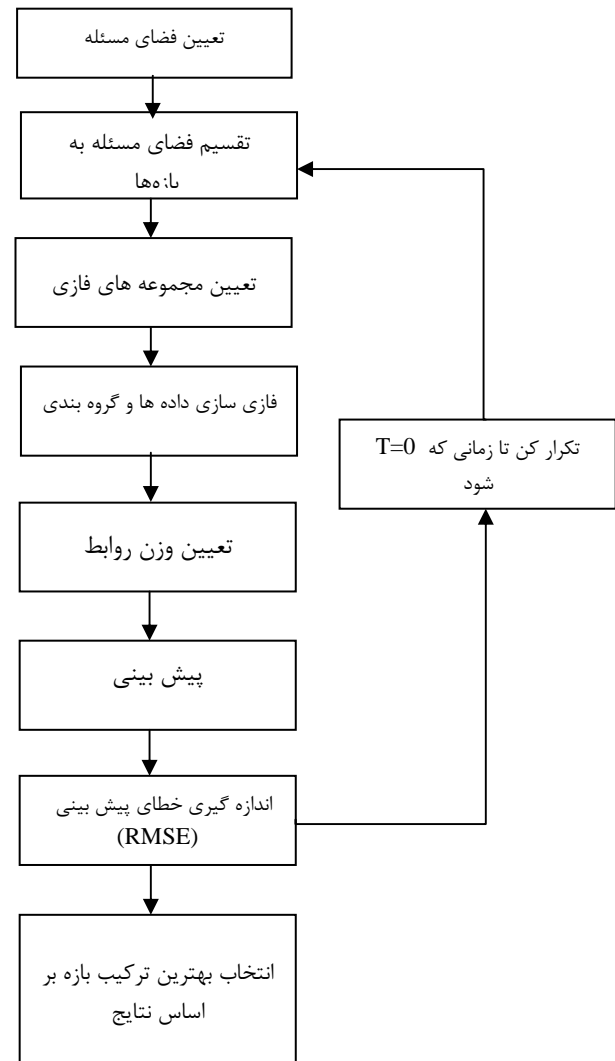 تعیین فضای مسئله
تقسیم فضای مسئله به
بازه‌ها
تعیین مجموعه های فازی
فازی سازی داده ها و گروه بندی
تکرار کن تا زمانی که T=0
شود
تعیین وزن روابط
پیش بینی
اندازه گیری خطای پیش بینی
(RMSE)
انتخاب بهترین ترکیب بازه بر
اساس نتایج